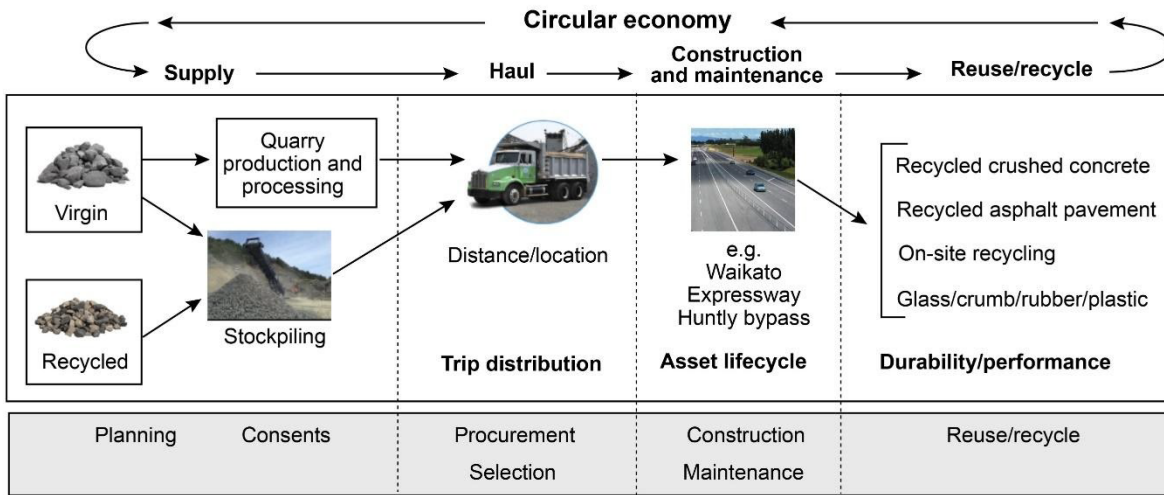 Circular economy
Supply
Haul
Construction
and maintenance
Reuse/recycle
Virgin
Quarry
production and
processing
Recycled
Stockpiling
Distance/location
Trip distribution
e.g.
Waikato
Expressway
Huntly bypass
Asset lifecycle
Recycled crushed concrete
Recycled asphalt pavement
On-site recycling
Glass/crumb/rubber/plastic
Durability/performance
Planning
Consents
Procurement
Selection
Construction
Maintenance
Reuse/recycle